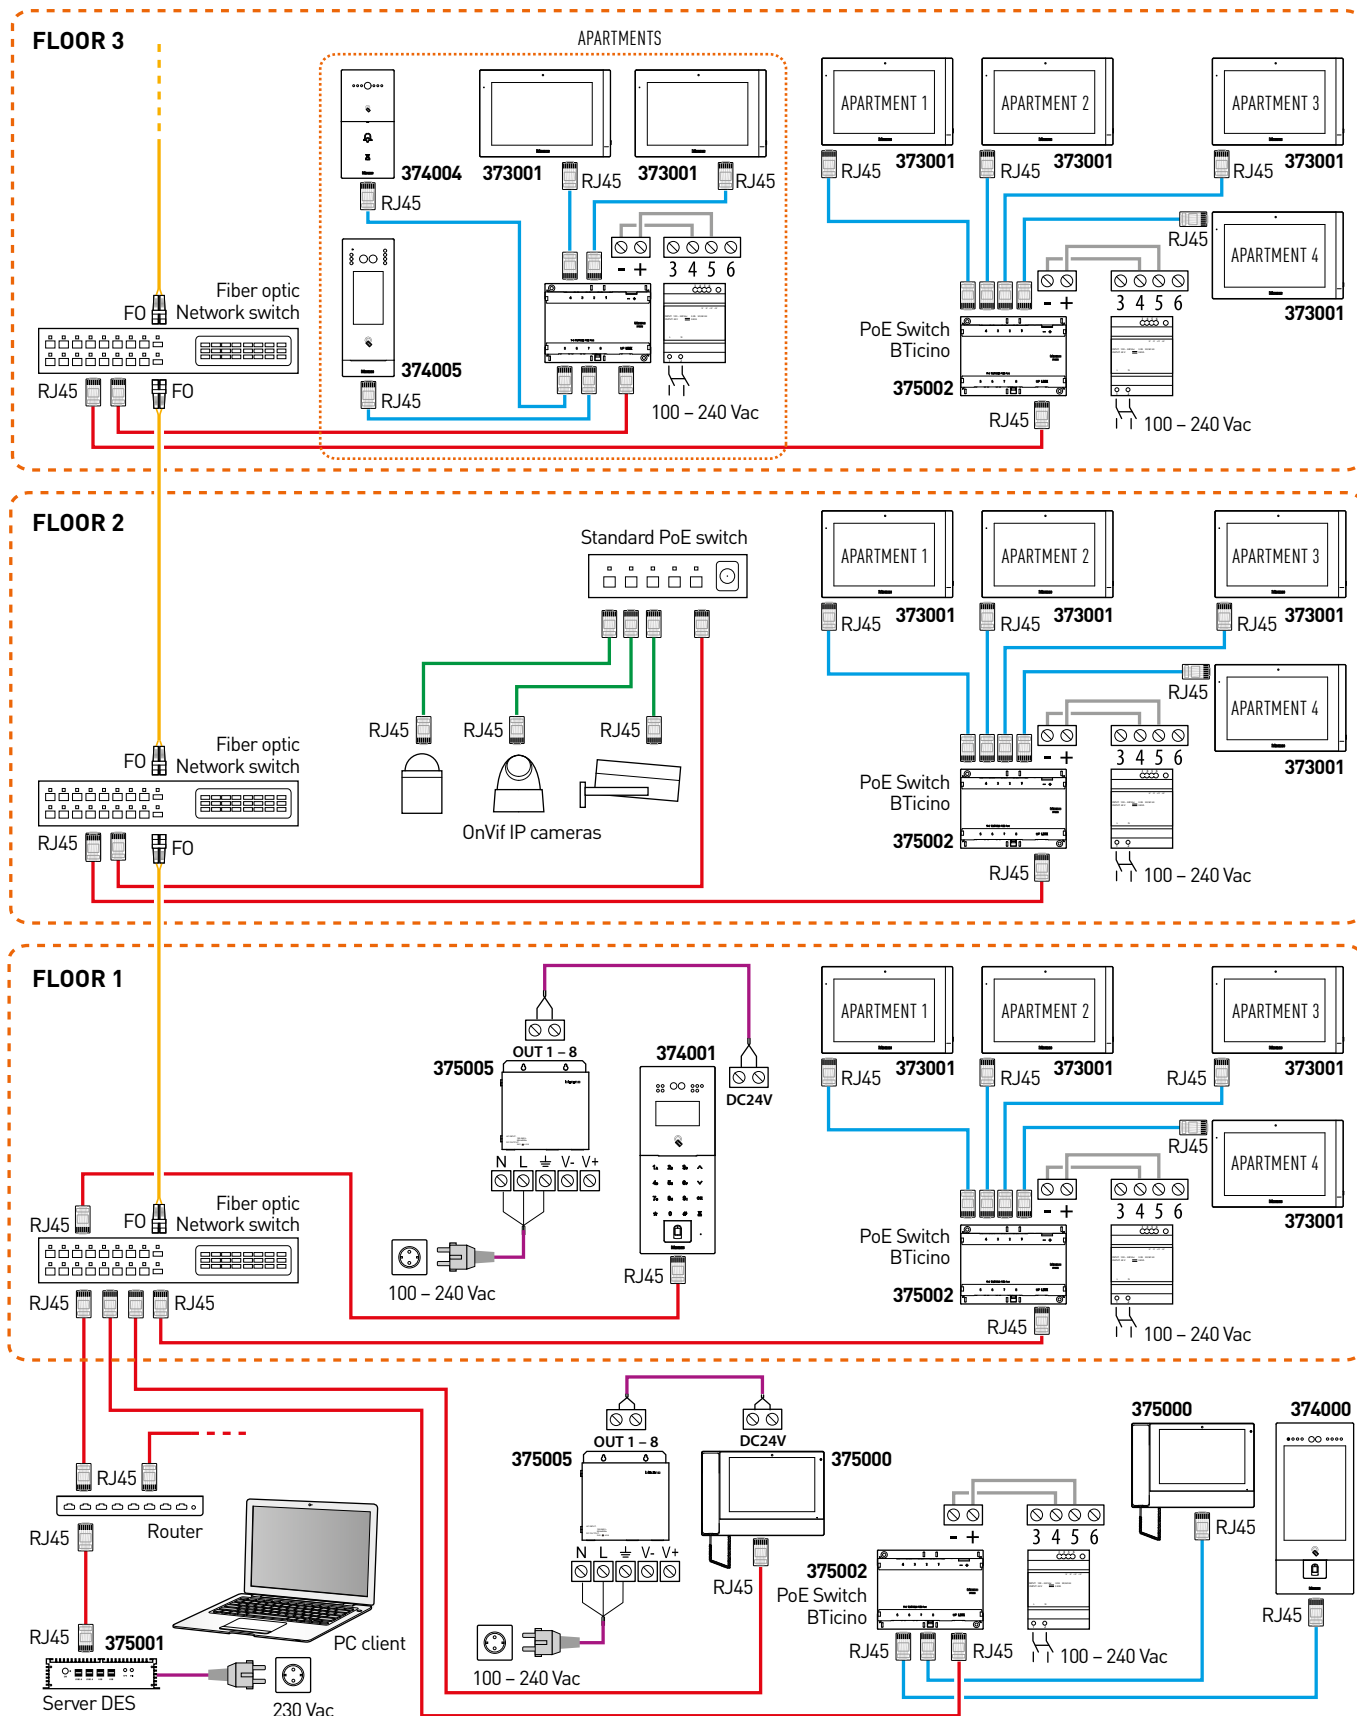 FLOOR 3
APARTMENTS
APARTMENT 1
APARTMENT 2
APARTMENT 3
374004
373001
373001
RJ45
RJ45
RJ45
RJ45
373001
RJ45
373001
RJ45
373001
APARTMENT 4
RJ45
373001
- +
3 4 5 6
- +
3 4 5 6
Fiber optic
Network switch
FO
FO
RJ45
374005
RJ45
100 – 240 Vac
PoE Switch
BTicino
375002
RJ45
100 – 240 Vac
FLOOR 2
Standard PoE switch
APARTMENT 1
APARTMENT 2
APARTMENT 3
RJ45
373001
RJ45
373001
RJ45
373001
APARTMENT 4
RJ45
373001
RJ45
RJ45
RJ45
OnVif IP cameras
Fiber optic
Network switch
FO
FO
RJ45
- +
3 4 5 6
PoE Switch
BTicino
375002
RJ45
100 – 240 Vac
FLOOR 1
OUT 1 – 8
375005
374001
DC24V
N L V- V+
100 – 240 Vac
RJ45
APARTMENT 1
APARTMENT 2
APARTMENT 3
RJ45
373001
RJ45
373001
RJ45
373001
APARTMENT 4
RJ45
373001
- +
3 4 5 6
PoE Switch
BTicino
375002
RJ45
100 – 240 Vac
Fiber optic
Network switch
RJ45
FO
RJ45
RJ45
OUT 1 – 8
375005
DC24V
375000
N L V- V+
100 – 240 Vac
RJ45
375000
374000
RJ45
RJ45
- +
3 4 5 6
375002
PoE Switch
BTicino
RJ45
RJ45
100 – 240 Vac
RJ45
Router
RJ45
RJ45
375001
Server DES
230 Vac
PC client